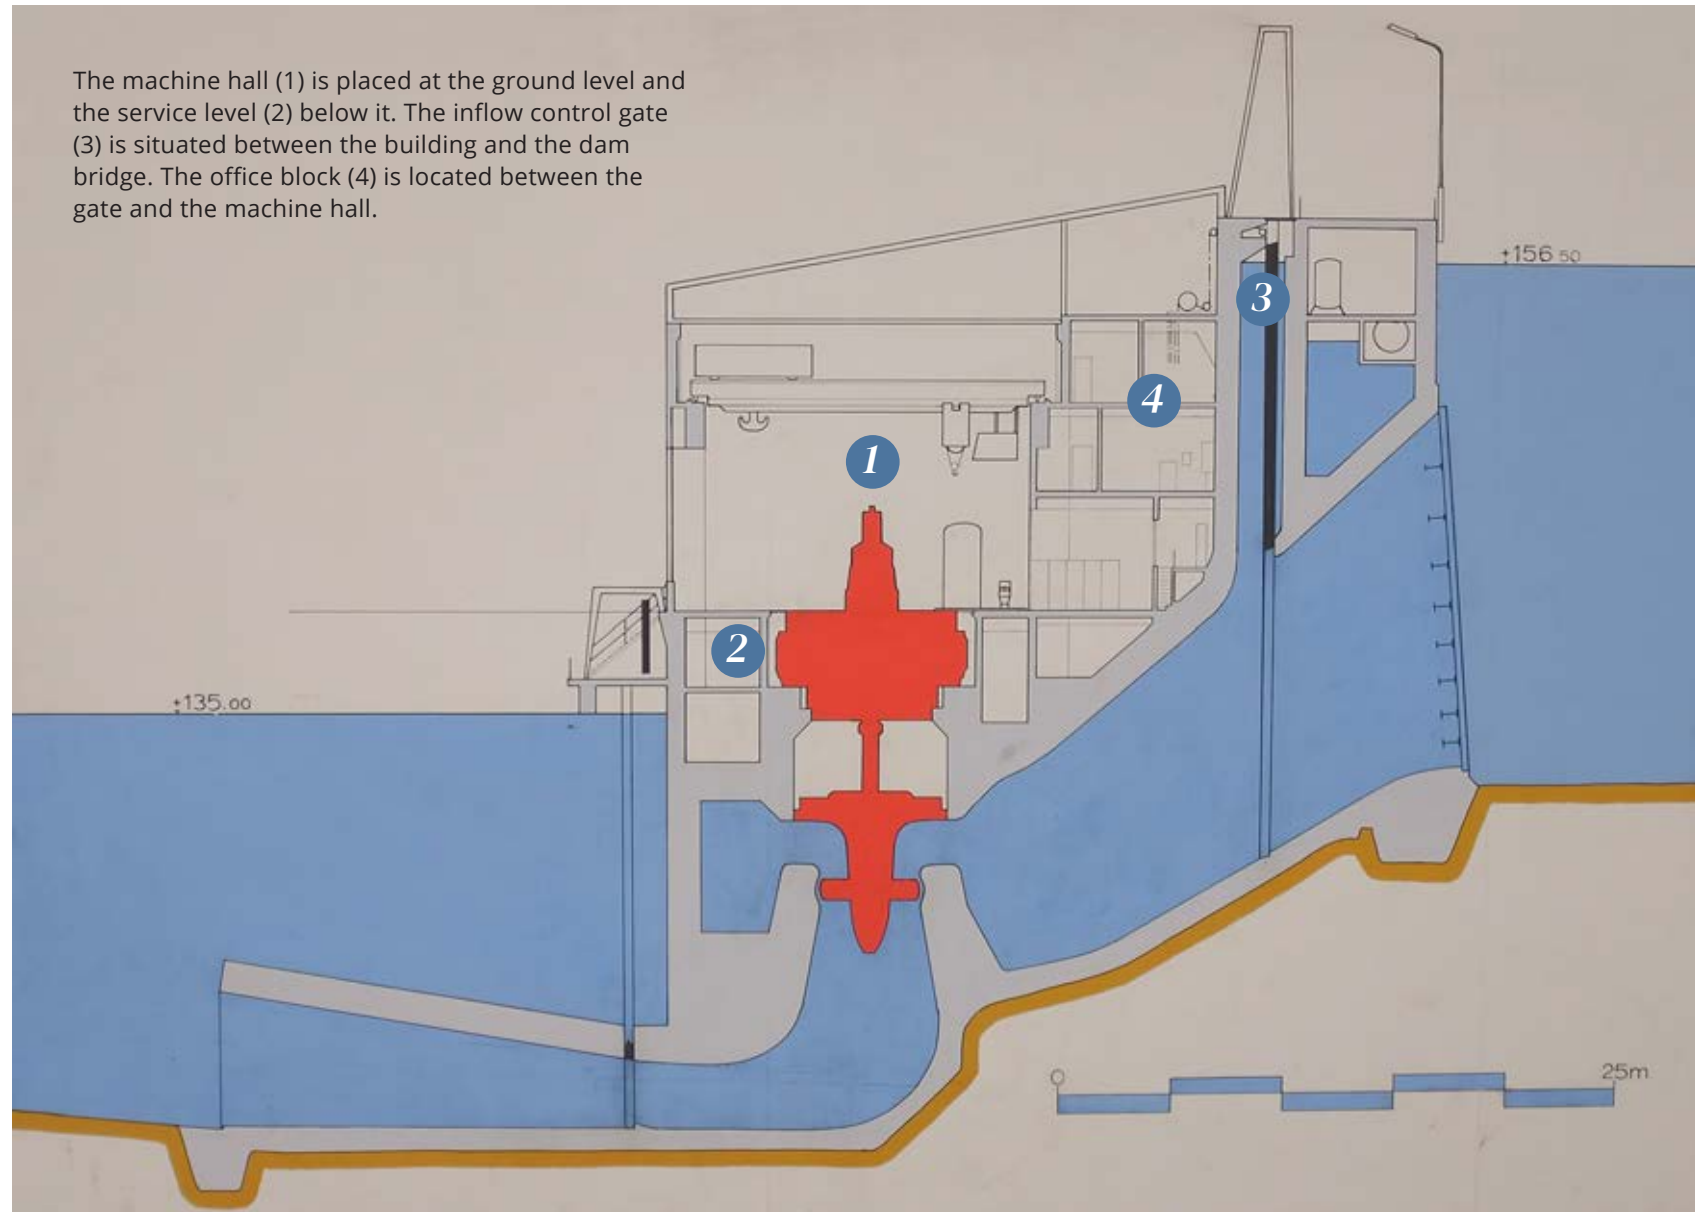 The machine hall (1) is placed at the ground level and
the service level (2) below it. The inflow control gate
(3) is situated between the building and the dam
bridge. The office block (4) is located between the
gate and the machine hall.
±156 50
3
4
1
2
±135.00
0
25m